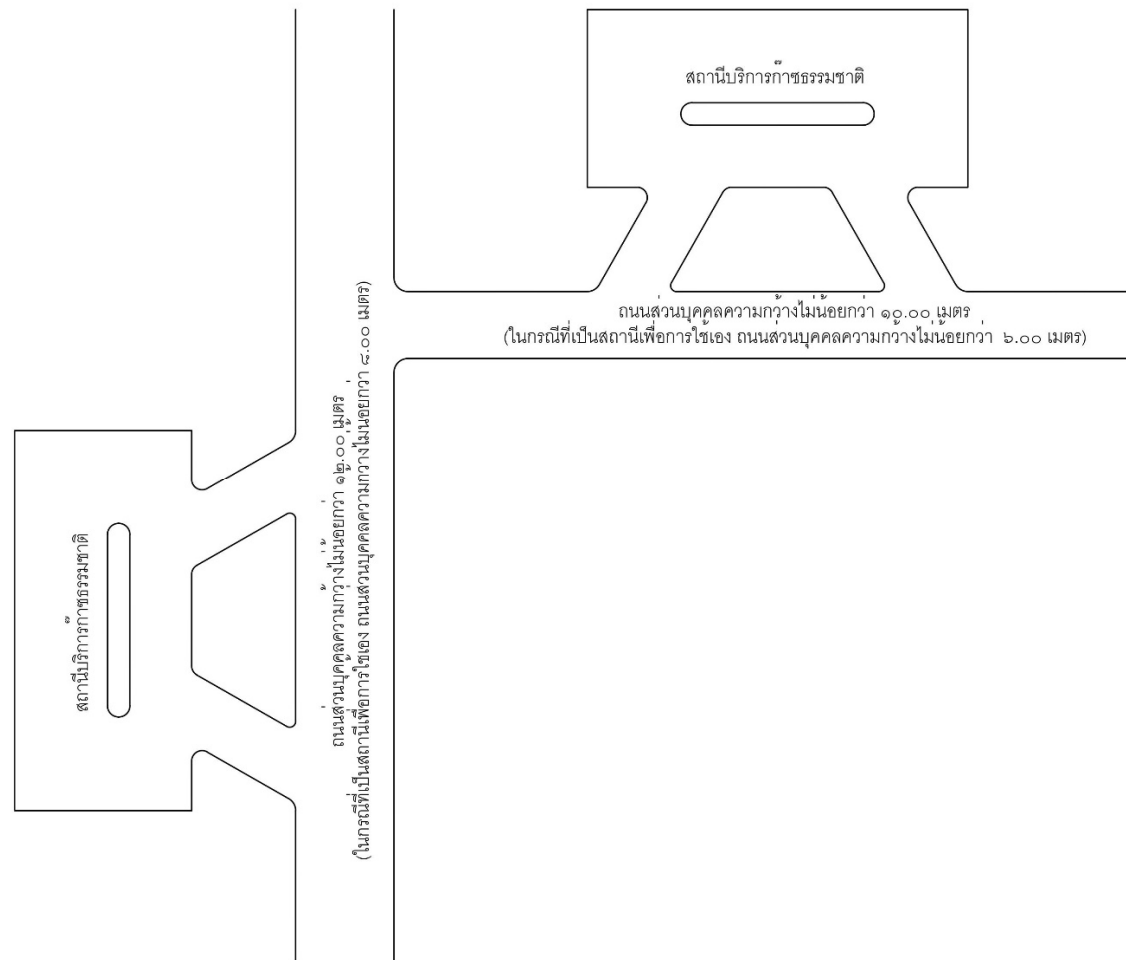 สถานีบริการก๊าซธรรมชาติ
ถนนส่วนบุคคลความกว้างไม่น้อยกว่า ๑๐.๐๐ เมตร
(ในกรณีที่เป็นสถานีเพื่อการใช้เอง ถนนส่วนบุคคลความกว้างไม่น้อยกว่า ๖.๐๐ เมตร)
สถานีบริการก๊าซธรรมชาติ
ถนนส่วนบุคคลความกว้างไม่น้อยกว่า ๑๒.๐๐ เมตร
(ในกรณีที่เป็นสถานีเพื่อการใช้เอง ถนนส่วนบุคคลความกว้างไม่น้อยกว่า ๘.๐๐ เมตร)